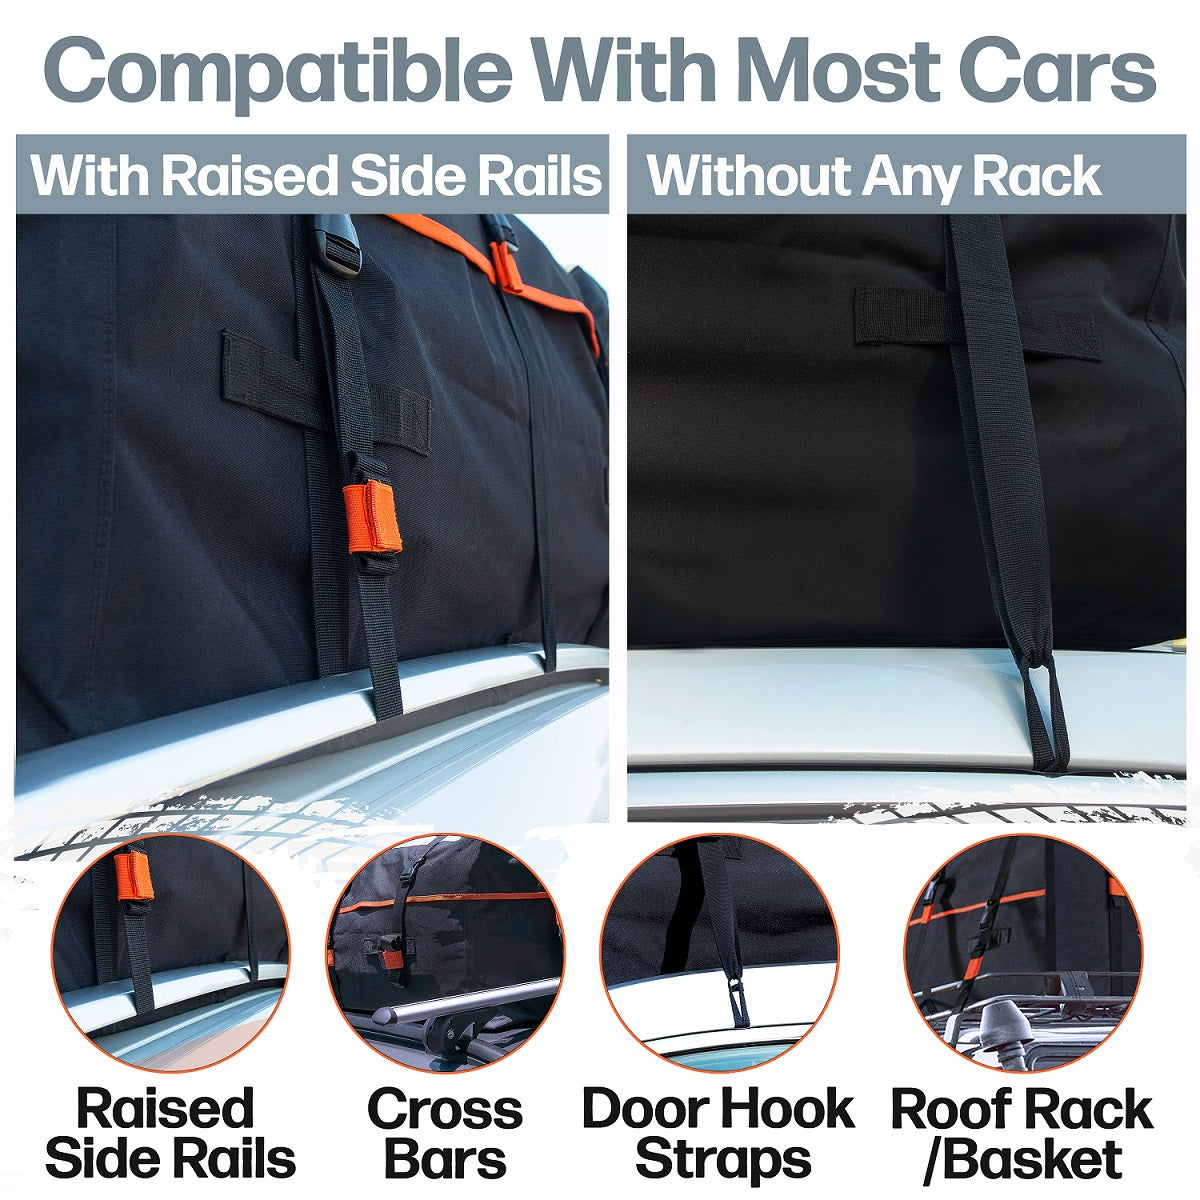 Compatible With Most Cars
With Raised Side Rails
Without Any Rack
Raised
Side Rails
Cross
Bars
Door Hook
Straps
Roof Rack
/Basket